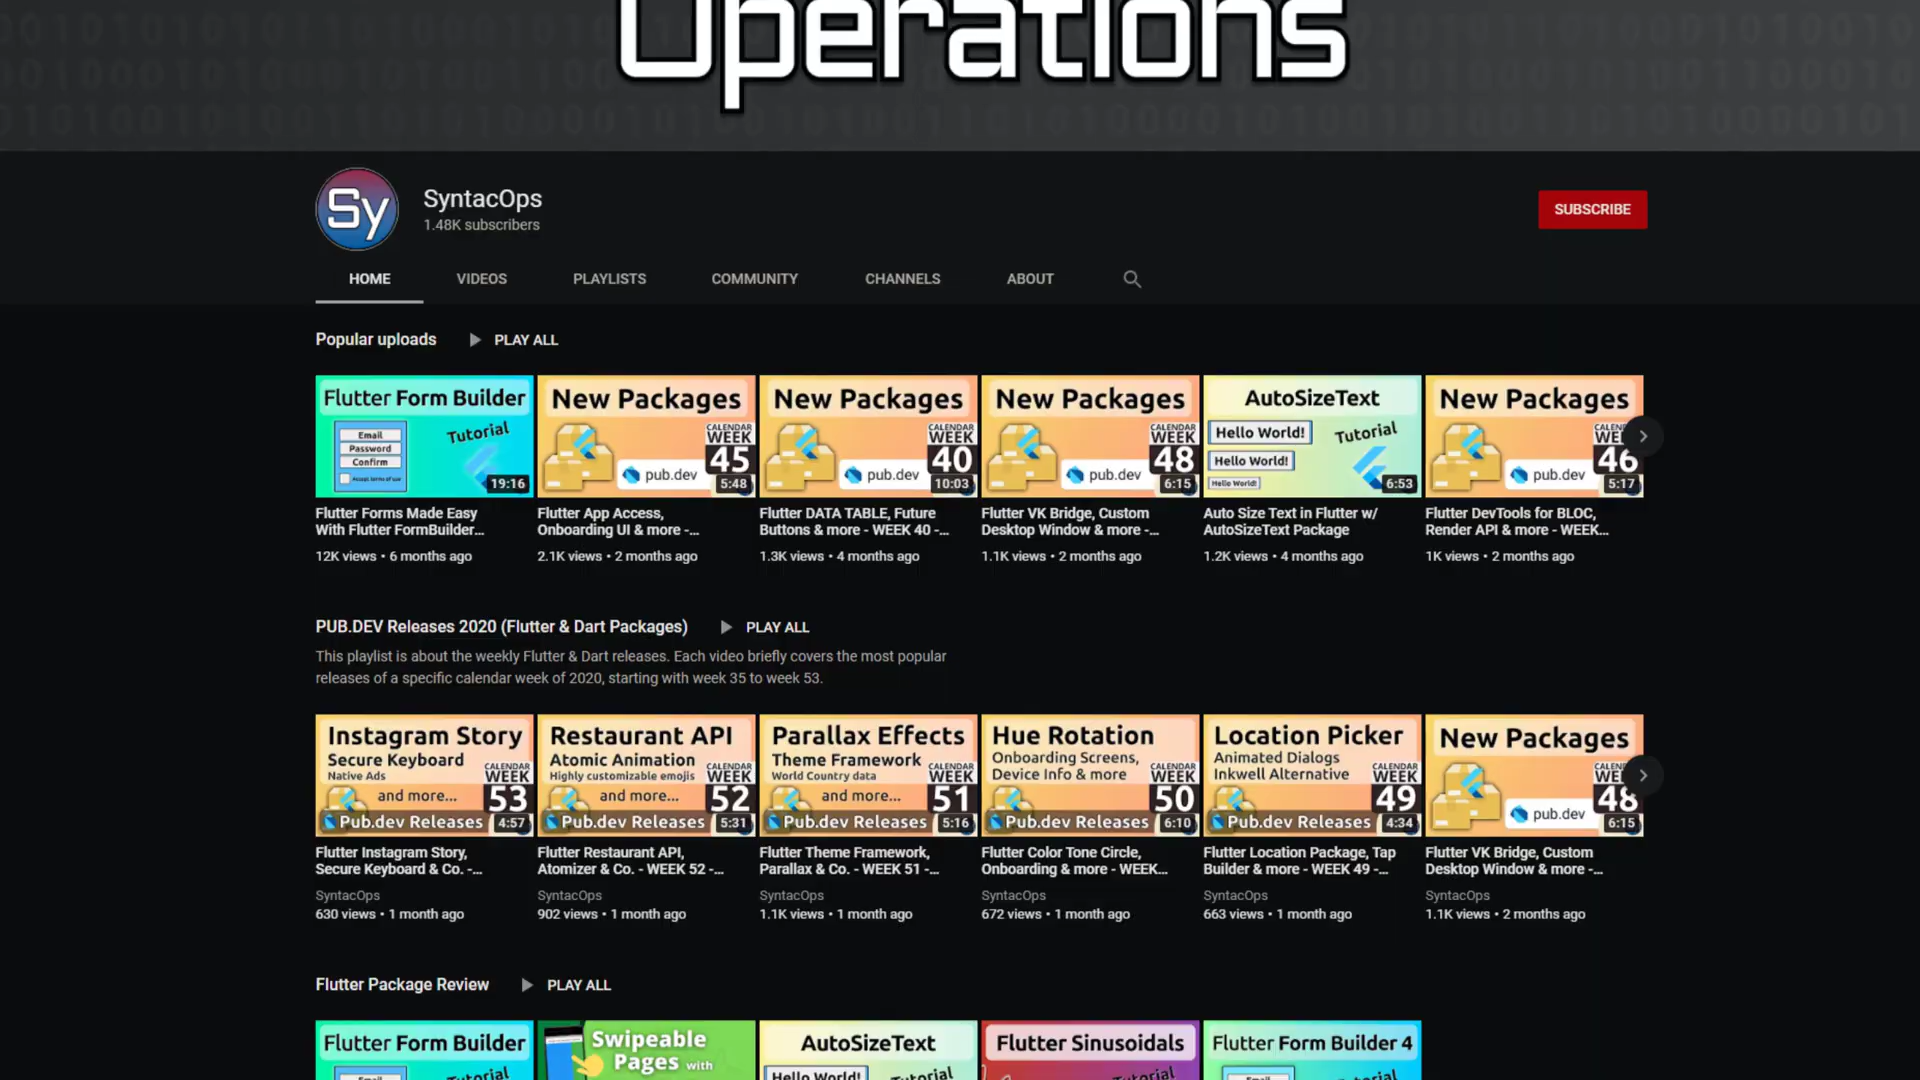 Operations
Sy
SyntacOps
1.48K subscribers
SUBSCRIBE
HOME
VIDEOS
PLAYLISTS
COMMUNITY
CHANNELS
ABOUT
Popular uploads
PLAY ALL
Flutter Form Builder
Email
Password
Confirm
Accept terms of use
Tutorial
19:16
New Packages
CALENDAR
WEEK
45
pub.dev
5:48
New Packages
CALENDAR
WEEK
40
pub.dev
10:03
New Packages
CALENDAR
WEEK
48
pub.dev
6:15
AutoSizeText
Hello World!
Hello World!
Hello World!
Tutorial
6:53
New Packages
46
pub.dev
5:17
Flutter Forms Made Easy
With Flutter FormBuilder...
12K views • 6 months ago
Flutter App Access,
Onboarding UI & more -...
2.1K views • 2 months ago
Flutter DATA TABLE, Future
Buttons & more - WEEK 40 -...
1.3K views • 4 months ago
Flutter VK Bridge, Custom
Desktop Window & more -...
1.1K views • 2 months ago
Auto Size Text in Flutter w/
AutoSizeText Package
1.2K views • 4 months ago
Flutter DevTools for BLOC,
Render API & more - WEEK...
1K views • 2 months ago
PUB.DEV Releases 2020 (Flutter & Dart Packages)
PLAY ALL
This playlist is about the weekly Flutter & Dart releases. Each video briefly covers the most popular
releases of a specific calendar week of 2020, starting with week 35 to week 53.
Instagram Story
Secure Keyboard
Native Ads
CALENDAR
WEEK
and more...
53
Pub.dev Releases
4:57
Restaurant API
Atomic Animation
Highly customizable emojis
CALENDAR
WEEK
and more...
52
Pub.dev Releases
5:31
Parallax Effects
Theme Framework
World Country data
CALENDAR
WEEK
and more...
51
Pub.dev Releases
5:16
Hue Rotation
Onboarding Screens,
Device Info & more
CALENDAR
WEEK
50
Pub.dev Releases
6:10
Location Picker
Animated Dialogs
Inkwell Alternative
CALENDAR
WEEK
49
Pub.dev Releases
4:34
New Packages
48
pub.dev
6:15
Flutter Instagram Story,
Secure Keyboard & Co. -...
SyntacOps
630 views • 1 month ago
Flutter Restaurant API,
Atomizer & Co. - WEEK 52 -...
SyntacOps
902 views • 1 month ago
Flutter Theme Framework,
Parallax & Co. - WEEK 51 -...
SyntacOps
1.1K views • 1 month ago
Flutter Color Tone Circle,
Onboarding & more - WEEK...
SyntacOps
672 views • 1 month ago
Flutter Location Package, Tap
Builder & more - WEEK 49 -...
SyntacOps
663 views • 1 month ago
Flutter VK Bridge, Custom
Desktop Window & more -...
SyntacOps
1.1K views • 2 months ago
Flutter Package Review
PLAY ALL
Flutter Form Builder
Tutorial
Swipeable
Pages with
AutoSizeText
Hello World!
Tutorial
Flutter Sinusoidals
Tutorial
Flutter Form Builder 4
Tutorial